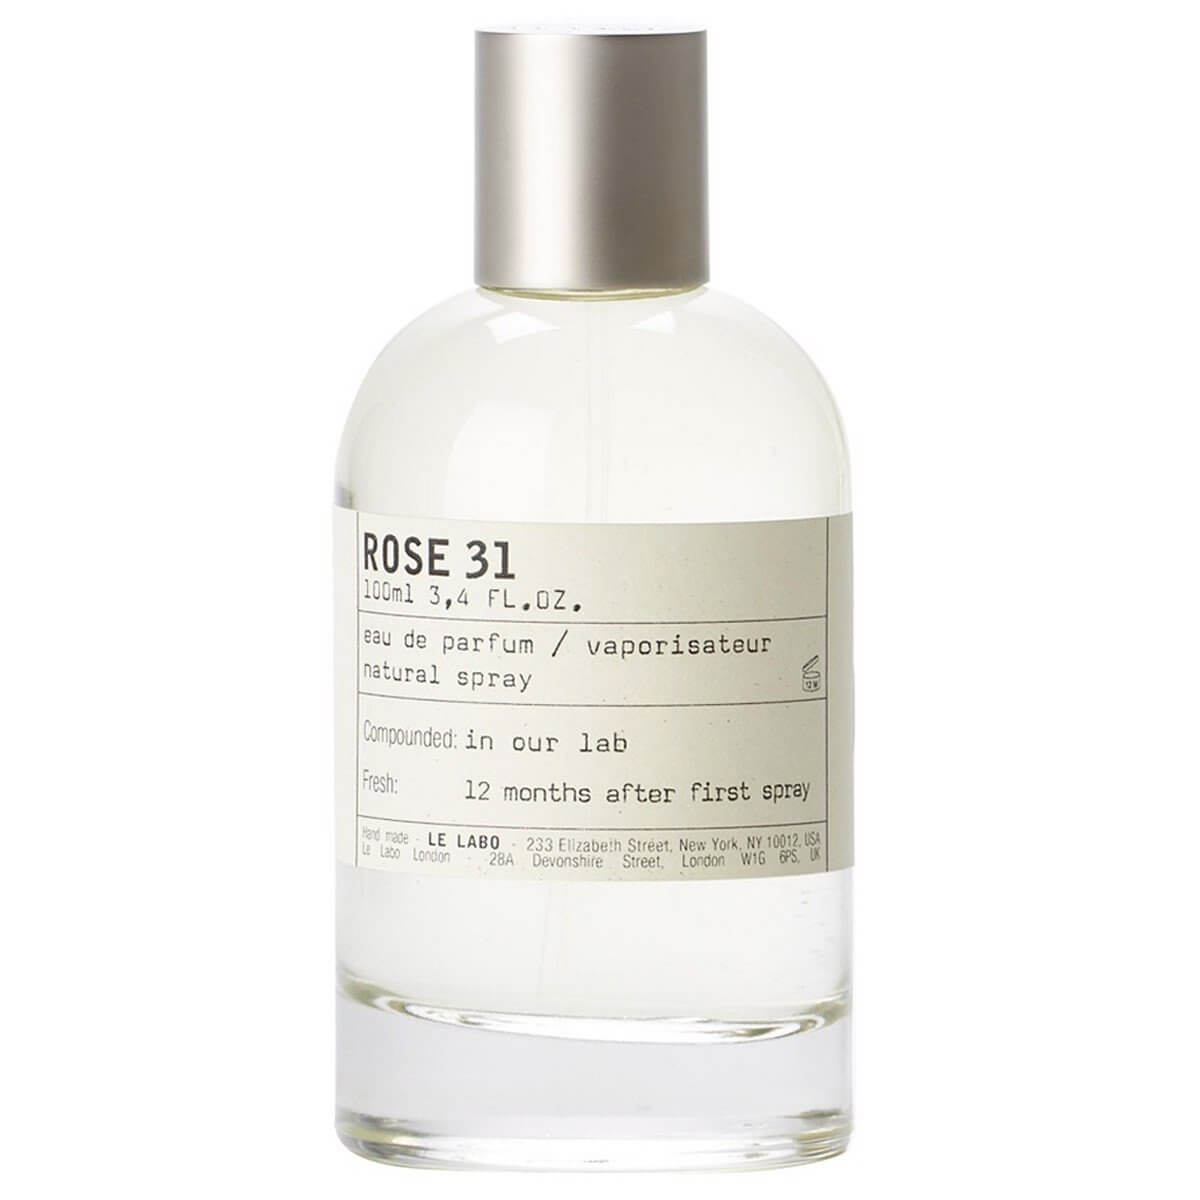 ROSE 31
100ml 3,4 FL.OZ.
eau de parfum / vaporisateur
natural spray
12 M
Compounded: in our lab
Fresh: 12 months after first spray
Hand made - LE LABO - 233 Elizabeth Street, New York, NY 10012, USA
Le Labo London - 28A Devonshire Street, London W1G 6PS, UK